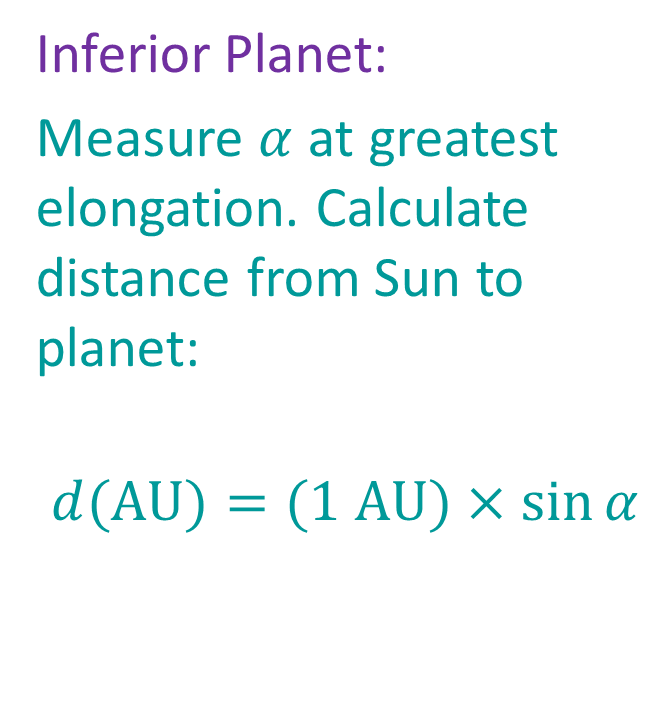 Inferior Planet:
Measure α at greatest
elongation. Calculate
distance from Sun to
planet:
d(AU) = (1 AU) × sin α